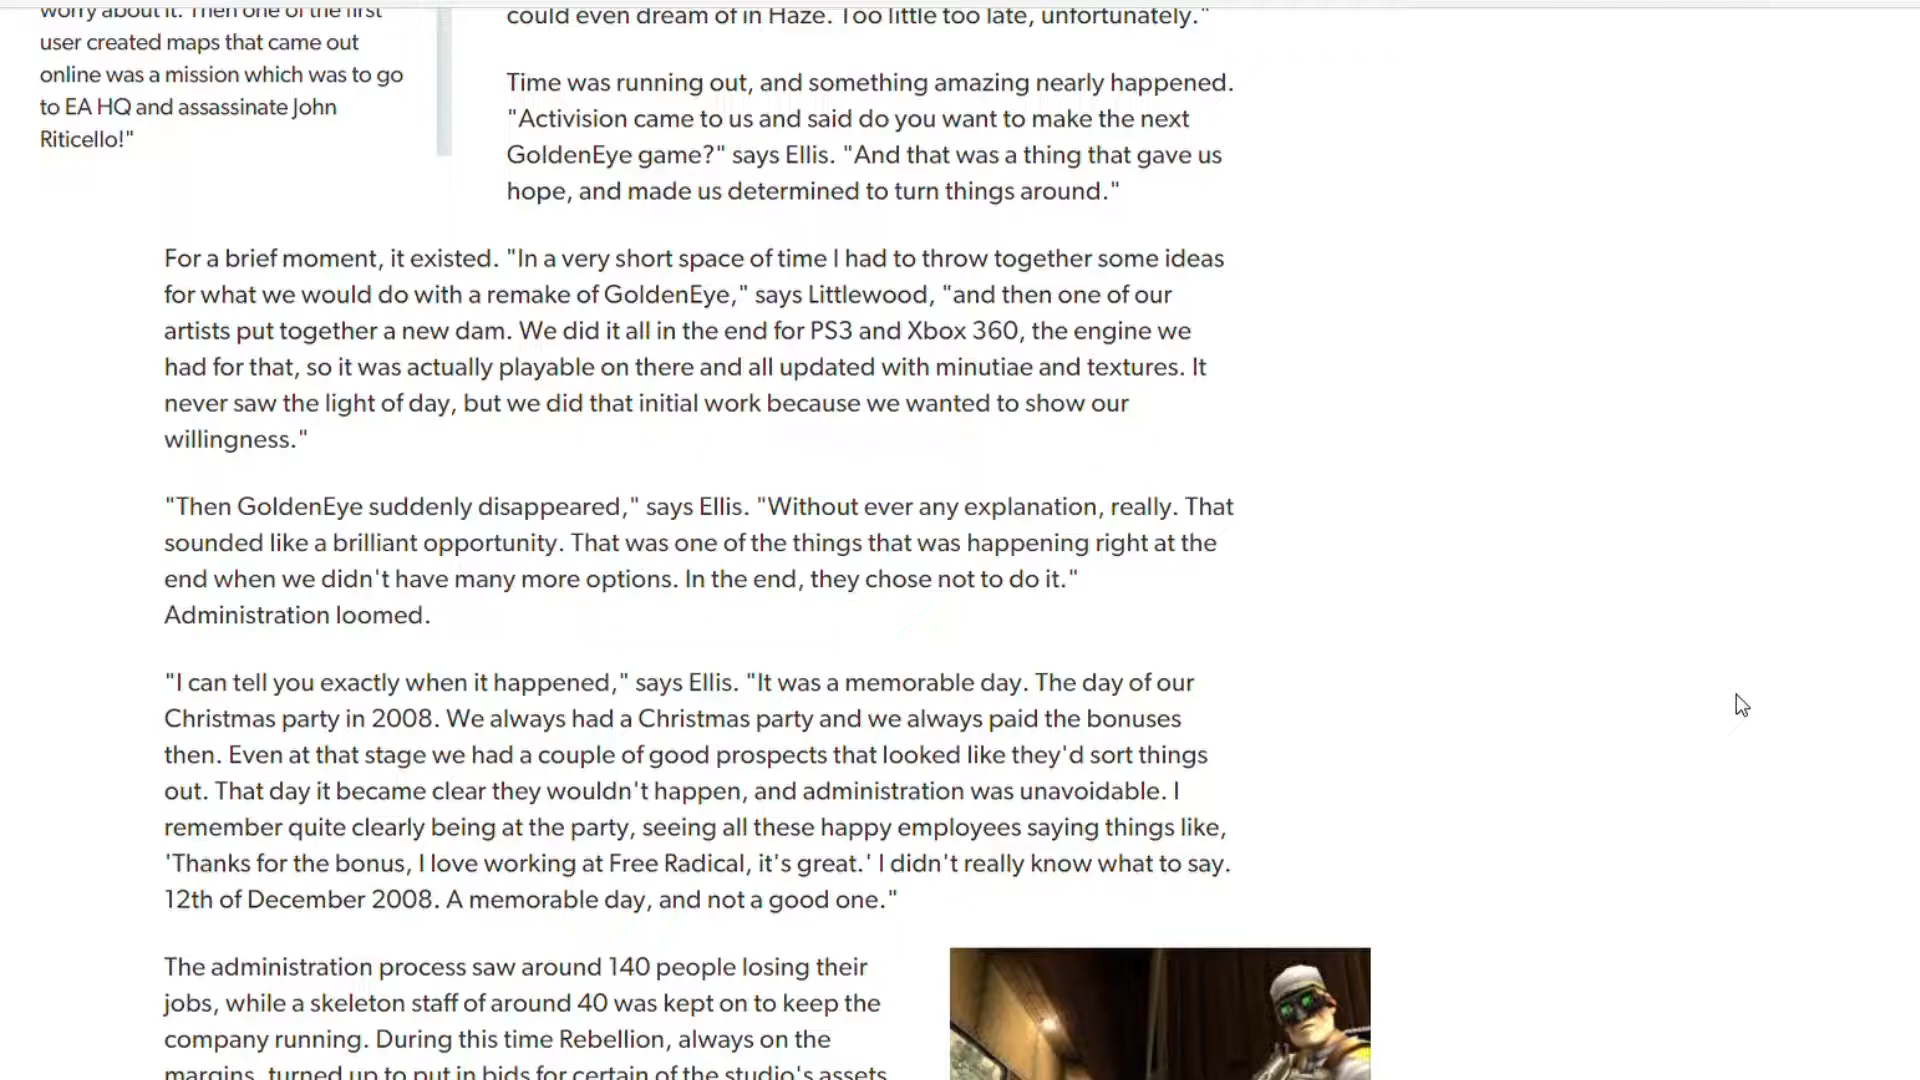 worry about it. Then one of the first
user created maps that came out
online was a mission which was to go
to EA HQ and assassinate John
Riticello!"
could even dream of in Haze. Too little too late, unfortunately."
Time was running out, and something amazing nearly happened.
"Activision came to us and said do you want to make the next
GoldenEye game?" says Ellis. "And that was a thing that gave us
hope, and made us determined to turn things around."
For a brief moment, it existed. "In a very short space of time I had to throw together some ideas
for what we would do with a remake of GoldenEye," says Littlewood, "and then one of our
artists put together a new dam. We did it all in the end for PS3 and Xbox 360, the engine we
had for that, so it was actually playable on there and all updated with minutiae and textures. It
never saw the light of day, but we did that initial work because we wanted to show our
willingness."
"Then GoldenEye suddenly disappeared," says Ellis. "Without ever any explanation, really. That
sounded like a brilliant opportunity. That was one of the things that was happening right at the
end when we didn't have many more options. In the end, they chose not to do it."
Administration loomed.
"I can tell you exactly when it happened," says Ellis. "It was a memorable day. The day of our
Christmas party in 2008. We always had a Christmas party and we always paid the bonuses
then. Even at that stage we had a couple of good prospects that looked like they'd sort things
out. That day it became clear they wouldn't happen, and administration was unavoidable. I
remember quite clearly being at the party, seeing all these happy employees saying things like,
'Thanks for the bonus, I love working at Free Radical, it's great.' I didn't really know what to say.
12th of December 2008. A memorable day, and not a good one."
The administration process saw around 140 people losing their
jobs, while a skeleton staff of around 40 was kept on to keep the
company running. During this time Rebellion, always on the
margins, turned up to put in bids for certain of the studio's assets